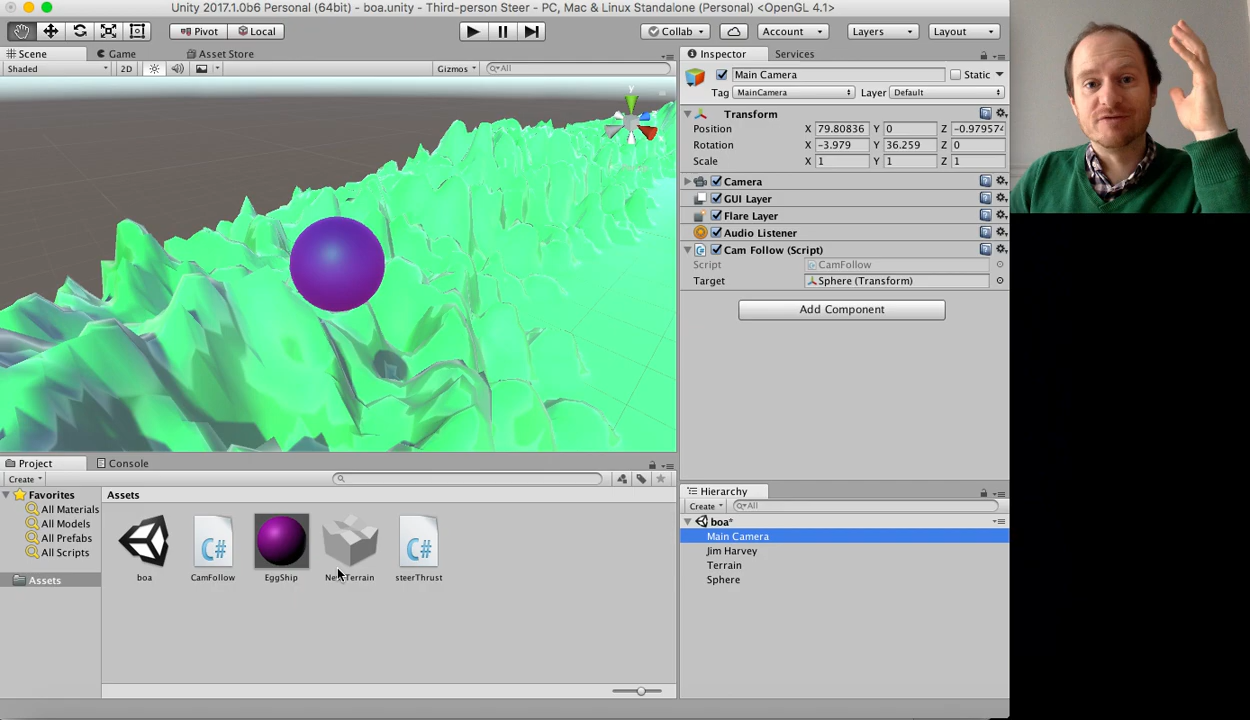 Unity 2017.1.0b6 Personal (64bit) - boa.unity - Third-person Steer - PC, Mac & Linux Standalone (Personal) <OpenGL 4.1>
Pivot Local Collab Account Layers Layout
Scene Game Asset Store
Shaded 2D Gizmos All
y
Inspector Services
Main Camera Static
Tag MainCamera Layer Default
Transform
Position X 79.80836 Y 0 Z -0.979574
Rotation X -3.979 Y 36.259 Z 0
Scale X 1 Y 1 Z 1
Camera
GUI Layer
Flare Layer
Audio Listener
Cam Follow (Script)
Script CamFollow
Target Sphere (Transform)
Add Component
Project Console
Create
Favorites
All Materials
All Models
All Prefabs
All Scripts
Assets
Assets
C# C# 
boa CamFollow EggShip steerThrust
Hierarchy
Create All
boa*
Main Camera
Jim Harvey
Terrain
Sphere